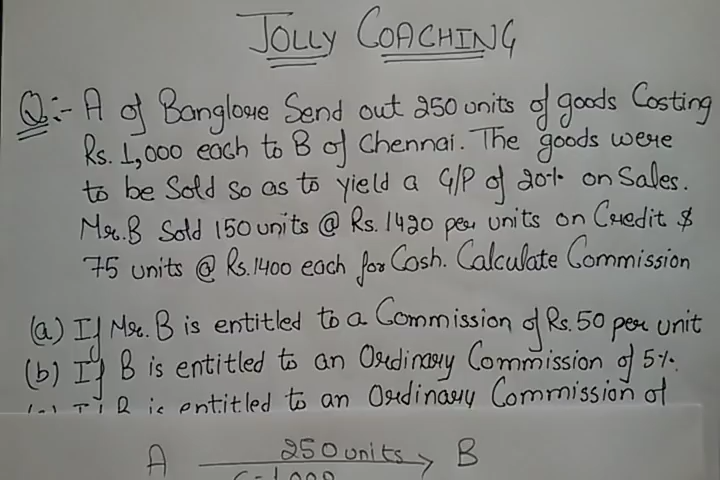 JOLLY COACHING
Q:- A of Banglore Send out 250 units of goods Costing
Rs. 1,000 each to B of Chennai. The goods were
to be Sold so as to yield a G/P of 20% on Sales.
Mr. B Sold 150 units @ Rs. 1420 per units on Credit &
75 units @ Rs. 1400 each for Cash. Calculate Commission
(a) If Mr. B is entitled to a Commission of Rs. 50 per unit
(b) If B is entitled to an Ordinary Commission of 5%.
B is entitled to an Ordinary Commission of
A 250 units B